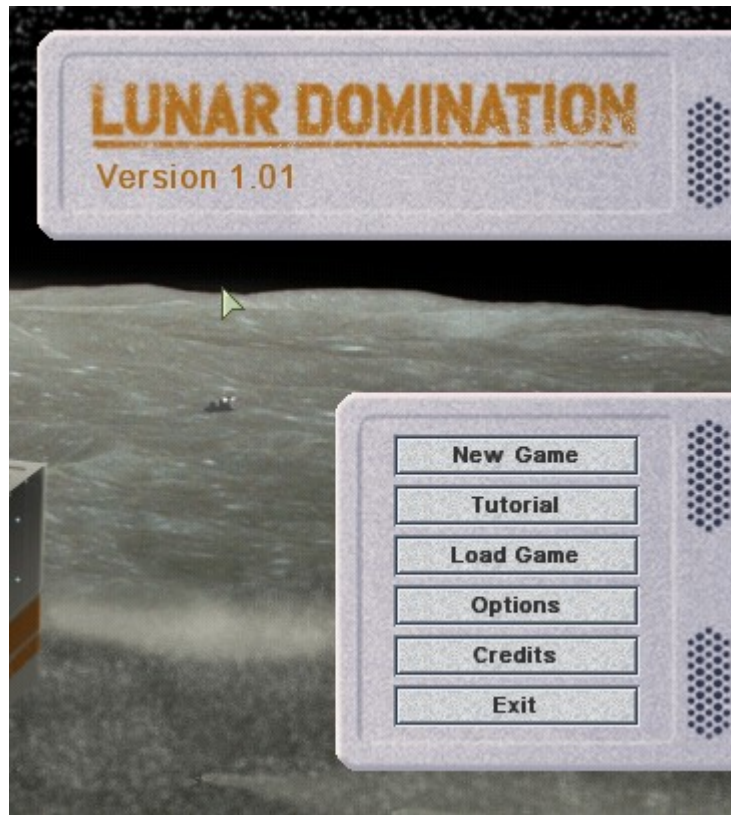 LUNAR DOMINATION
Version 1.01
New Game
Tutorial
Load Game
Options
Credits
Exit